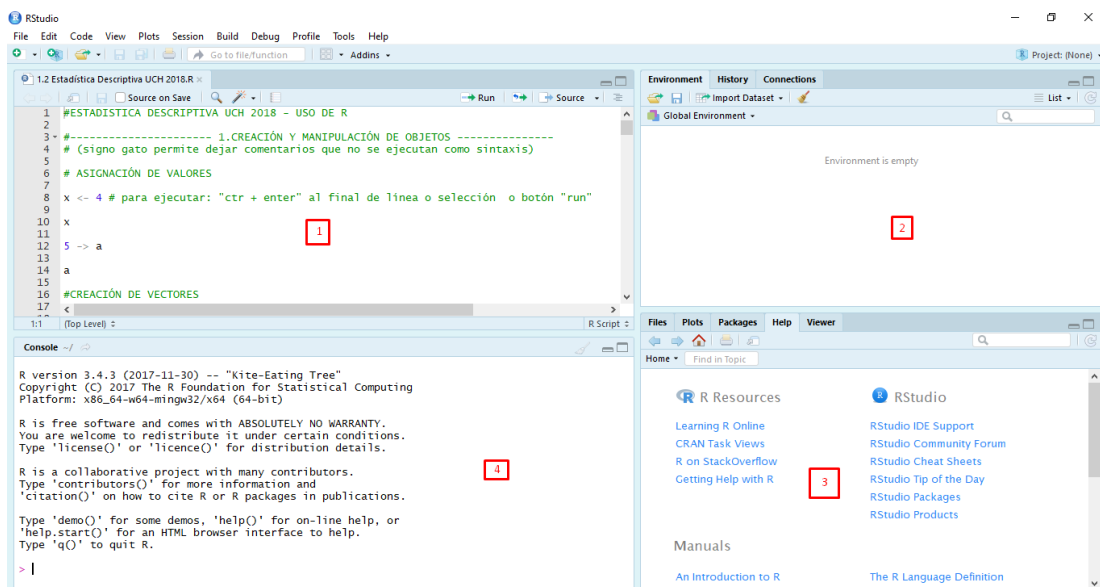 RStudio
File Edit Code View Plots Session Build Debug Profile Tools Help
Go to file/function Addins Project: (None)
1.2 Estadística Descriptiva UCH 2018.R
Source on Save Run Source
1 #ESTADISTICA DESCRIPTIVA UCH 2018 - USO DE R
2
3 #--------------------- 1.CREACIÓN Y MANIPULACIÓN DE OBJETOS ---------------
4 # (signo gato permite dejar comentarios que no se ejecutan como sintaxis)
5
6 # ASIGNACIÓN DE VALORES
7
8 x <- 4 # para ejecutar: "ctr + enter" al final de línea o selección o botón "run"
9
10 x
11
12 5 -> a
13
14 a
15
16 #CREACIÓN DE VECTORES
17
1
1:1 (Top Level) R Script
Environment History Connections
Import Dataset List
Global Environment
Environment is empty
2
Console ~/
R version 3.4.3 (2017-11-30) -- "Kite-Eating Tree"
Copyright (C) 2017 The R Foundation for Statistical Computing
Platform: x86_64-w64-mingw32/x64 (64-bit)
R is free software and comes with ABSOLUTELY NO WARRANTY.
You are welcome to redistribute it under certain conditions.
Type 'license()' or 'licence()' for distribution details.
R is a collaborative project with many contributors.
Type 'contributors()' for more information and
'citation()' on how to cite R or R packages in publications.
Type 'demo()' for some demos, 'help()' for on-line help, or
'help.start()' for an HTML browser interface to help.
Type 'q()' to quit R.
>
4
Files Plots Packages Help Viewer
Home Find in Topic
R Resources
Learning R Online
CRAN Task Views
R on StackOverflow
Getting Help with R
3
RStudio
RStudio IDE Support
RStudio Community Forum
RStudio Cheat Sheets
RStudio Tip of the Day
RStudio Packages
RStudio Products
Manuals
An Introduction to R The R Language Definition